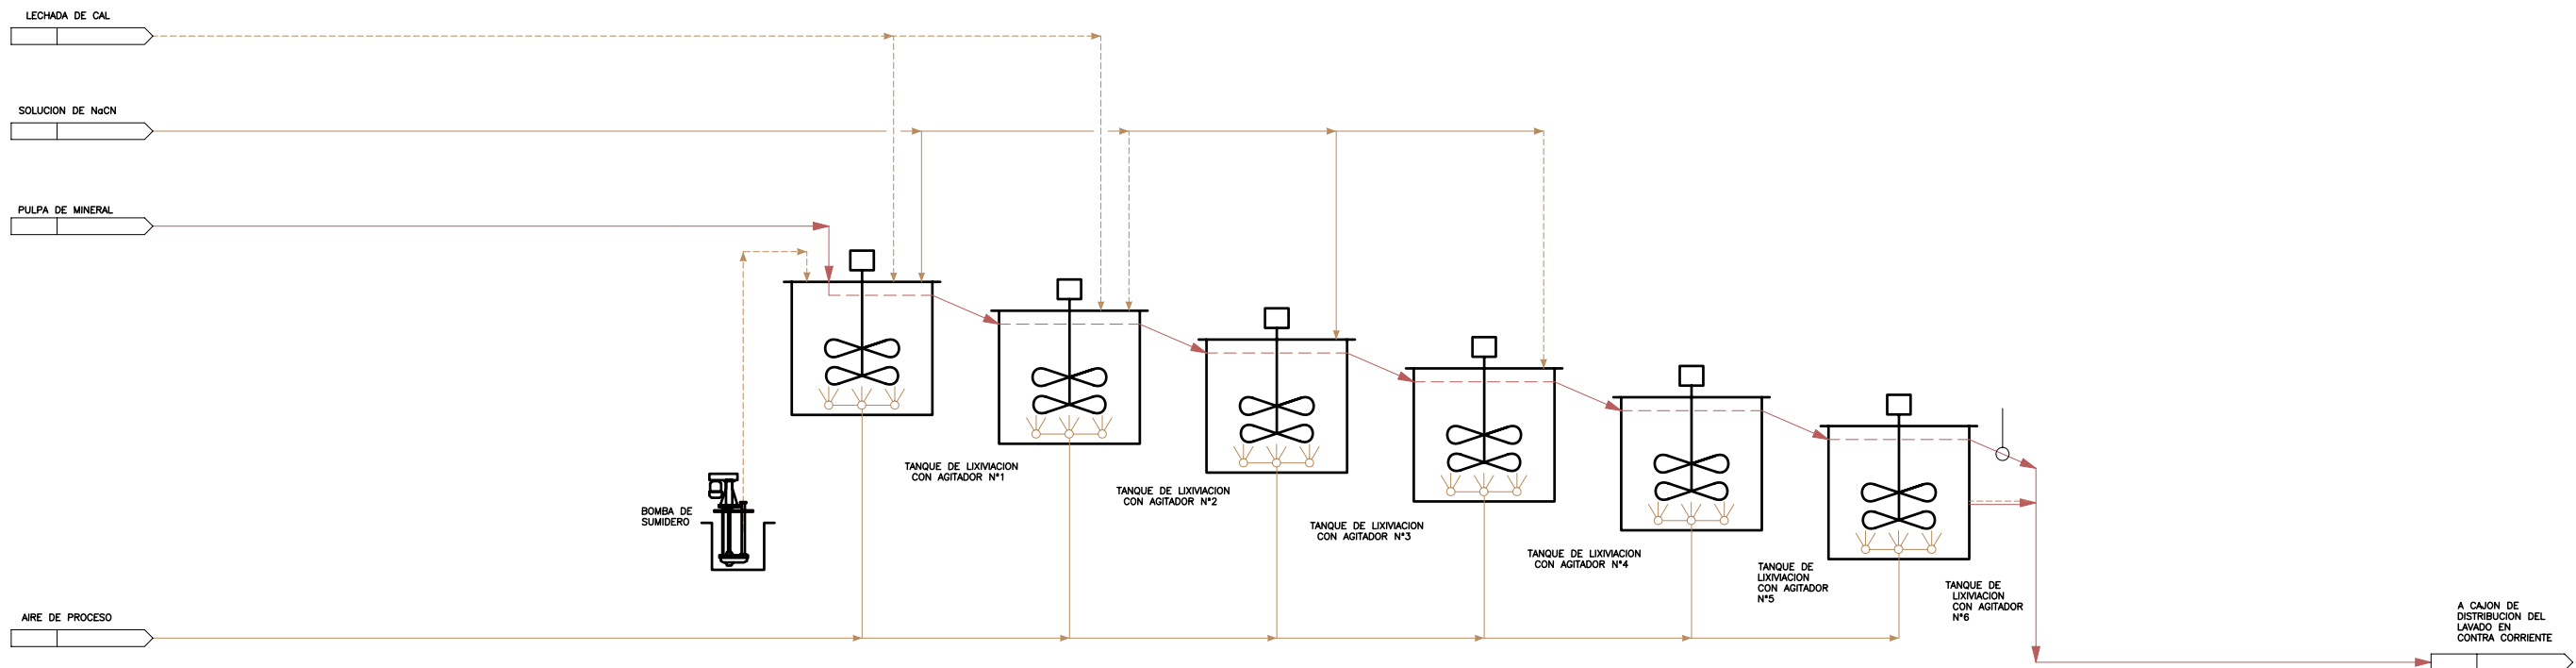 LECHADA DE CAL
SOLUCION DE NaCN
PULPA DE MINERAL
TANQUE DE LIXIVIACION
CON AGITADOR N°1
TANQUE DE LIXIVIACION
CON AGITADOR N°2
BOMBA DE
SUMIDERO
TANQUE DE LIXIVIACION
CON AGITADOR N°3
TANQUE DE LIXIVIACION
CON AGITADOR N°4
TANQUE DE
LIXIVIACION
CON AGITADOR
N°5
TANQUE DE
LIXIVIACION
CON AGITADOR
N°6
AIRE DE PROCESO
A CAJON DE
DISTRIBUCION DEL
LAVADO EN
CONTRA CORRIENTE